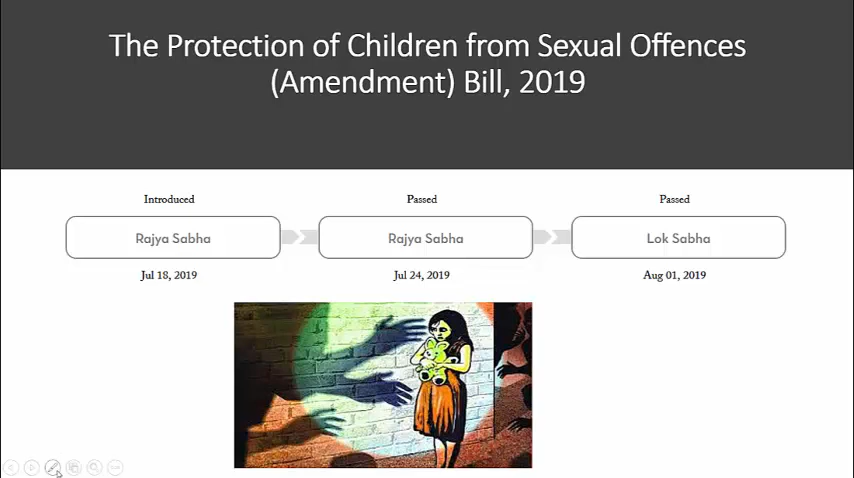 The Protection of Children from Sexual Offences
(Amendment) Bill, 2019
Introduced
Rajya Sabha
Jul 18, 2019
Passed
Rajya Sabha
Jul 24, 2019
Passed
Lok Sabha
Aug 01, 2019